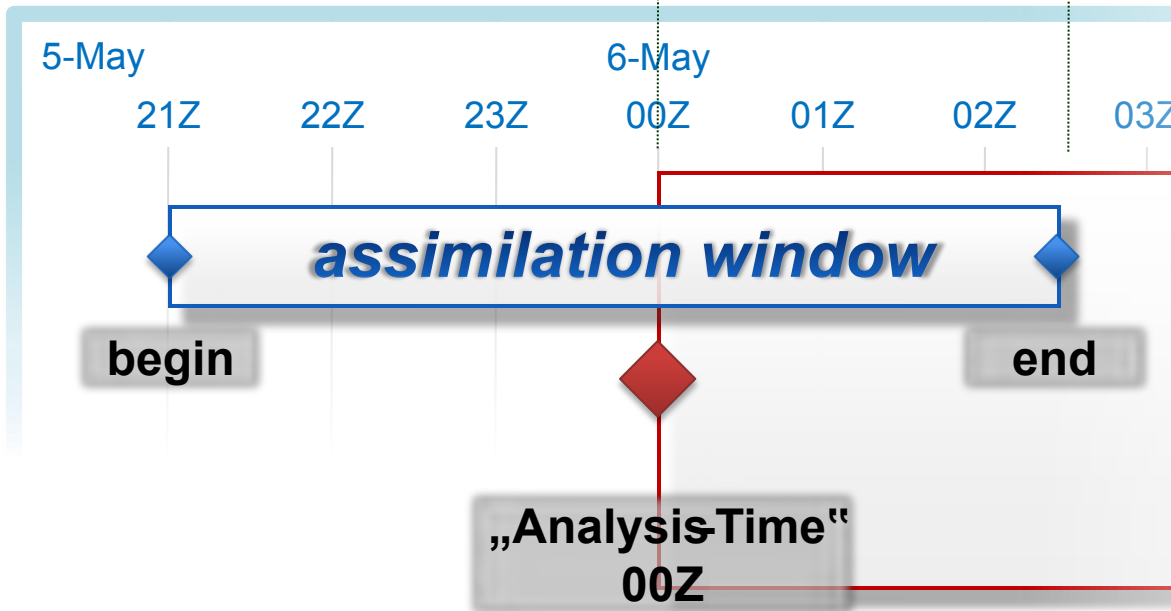 5-May 6-May
21Z 22Z 23Z 00Z 01Z 02Z 03Z
assimilation window
begin end
„Analysis-Time‟
00Z